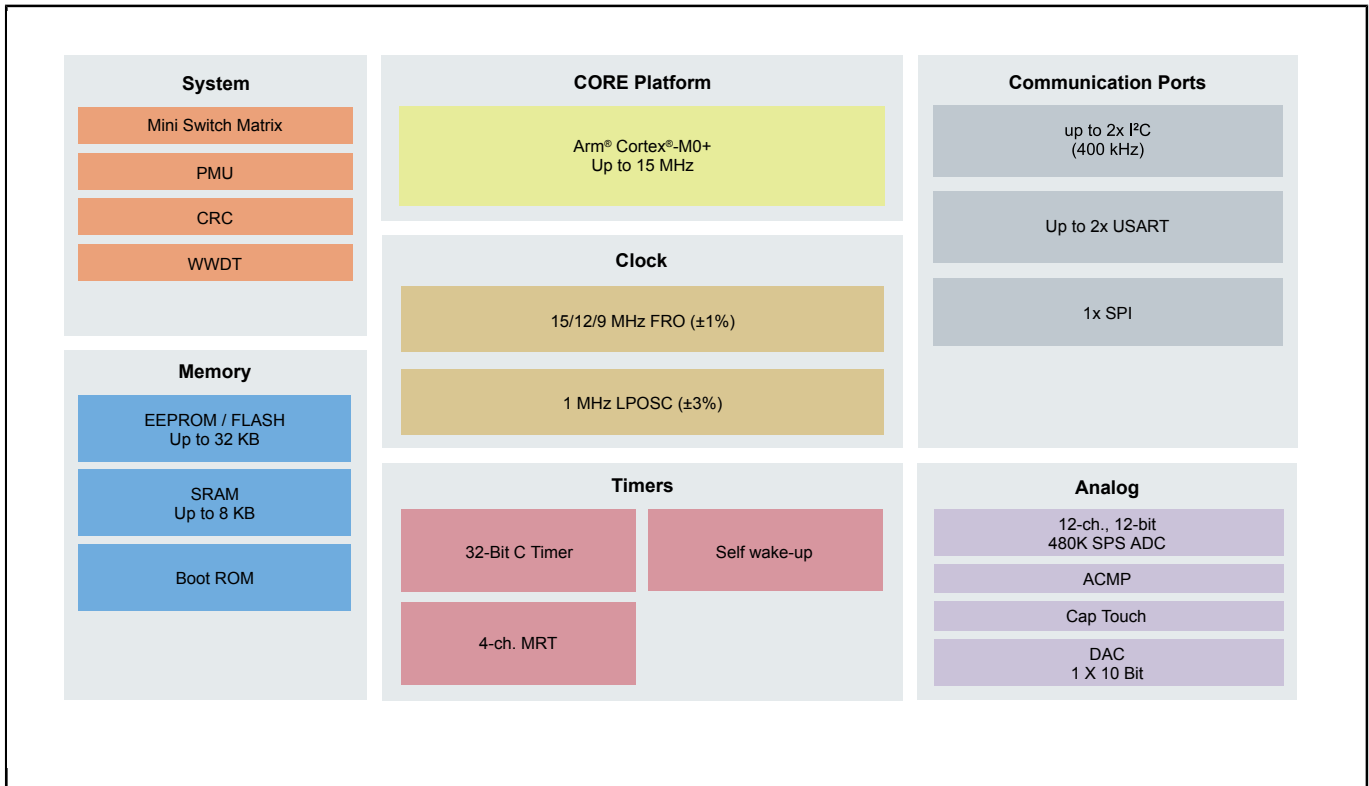 System
Mini Switch Matrix
PMU
CRC
WWDT
Memory
EEPROM / FLASH
Up to 32 KB
SRAM
Up to 8 KB
Boot ROM
CORE Platform
Arm® Cortex®-M0+
Up to 15 MHz
Clock
15/12/9 MHz FRO (±1%)
1 MHz LPOSC (±3%)
Timers
32-Bit C Timer
Self wake-up
4-ch. MRT
Communication Ports
up to 2x I²C
(400 kHz)
Up to 2x USART
1x SPI
Analog
12-ch., 12-bit
480K SPS ADC
ACMP
Cap Touch
DAC
1 X 10 Bit